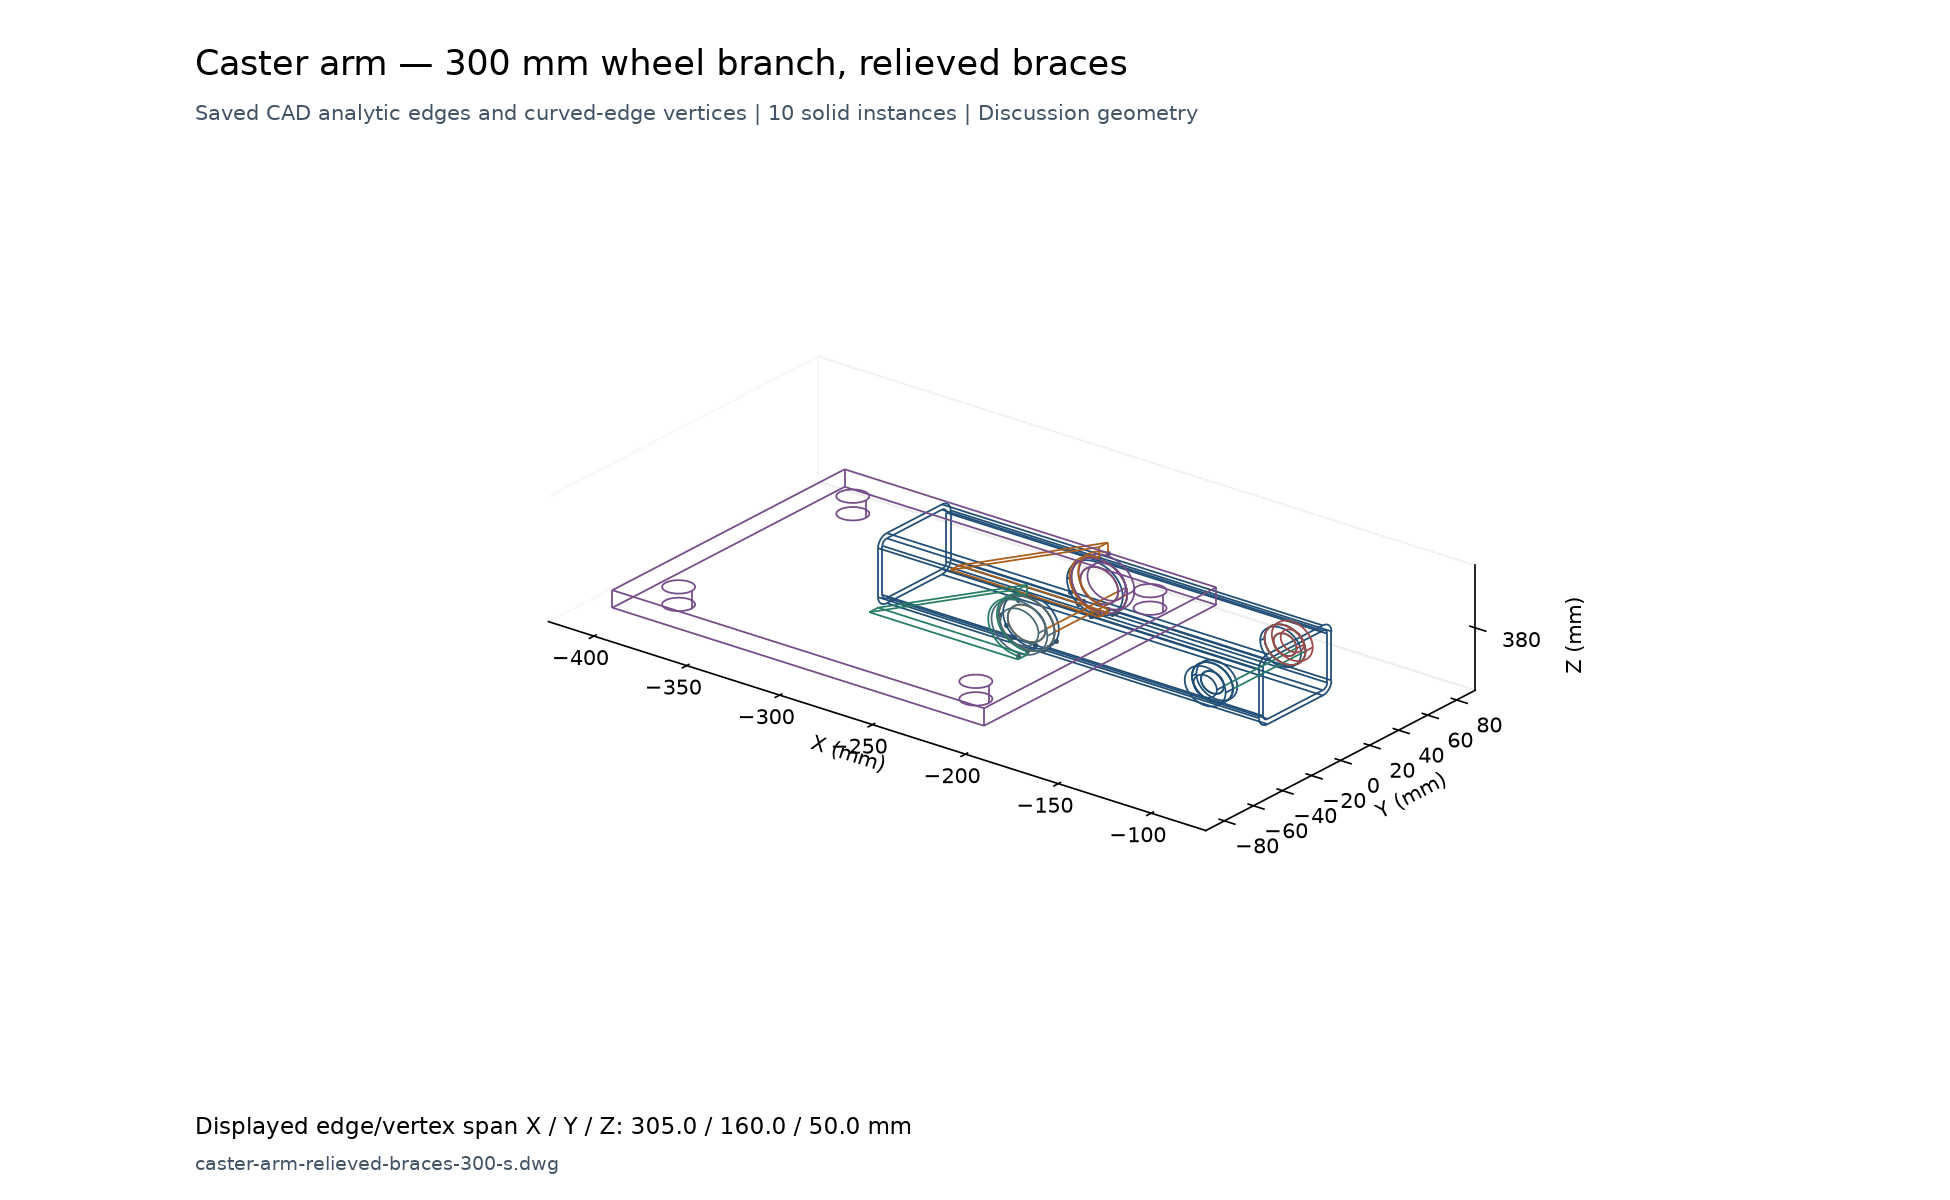 Caster arm — 300 mm wheel branch, relieved braces
Saved CAD analytic edges and curved-edge vertices | 10 solid instances | Discussion geometry
380
Z (mm)
−400
−350
−300
−250
−200
−150
−100
X (mm)
−80
−60
−40
−20
0
20
40
60
80
Y (mm)
Displayed edge/vertex span X / Y / Z: 305.0 / 160.0 / 50.0 mm
caster-arm-relieved-braces-300-s.dwg